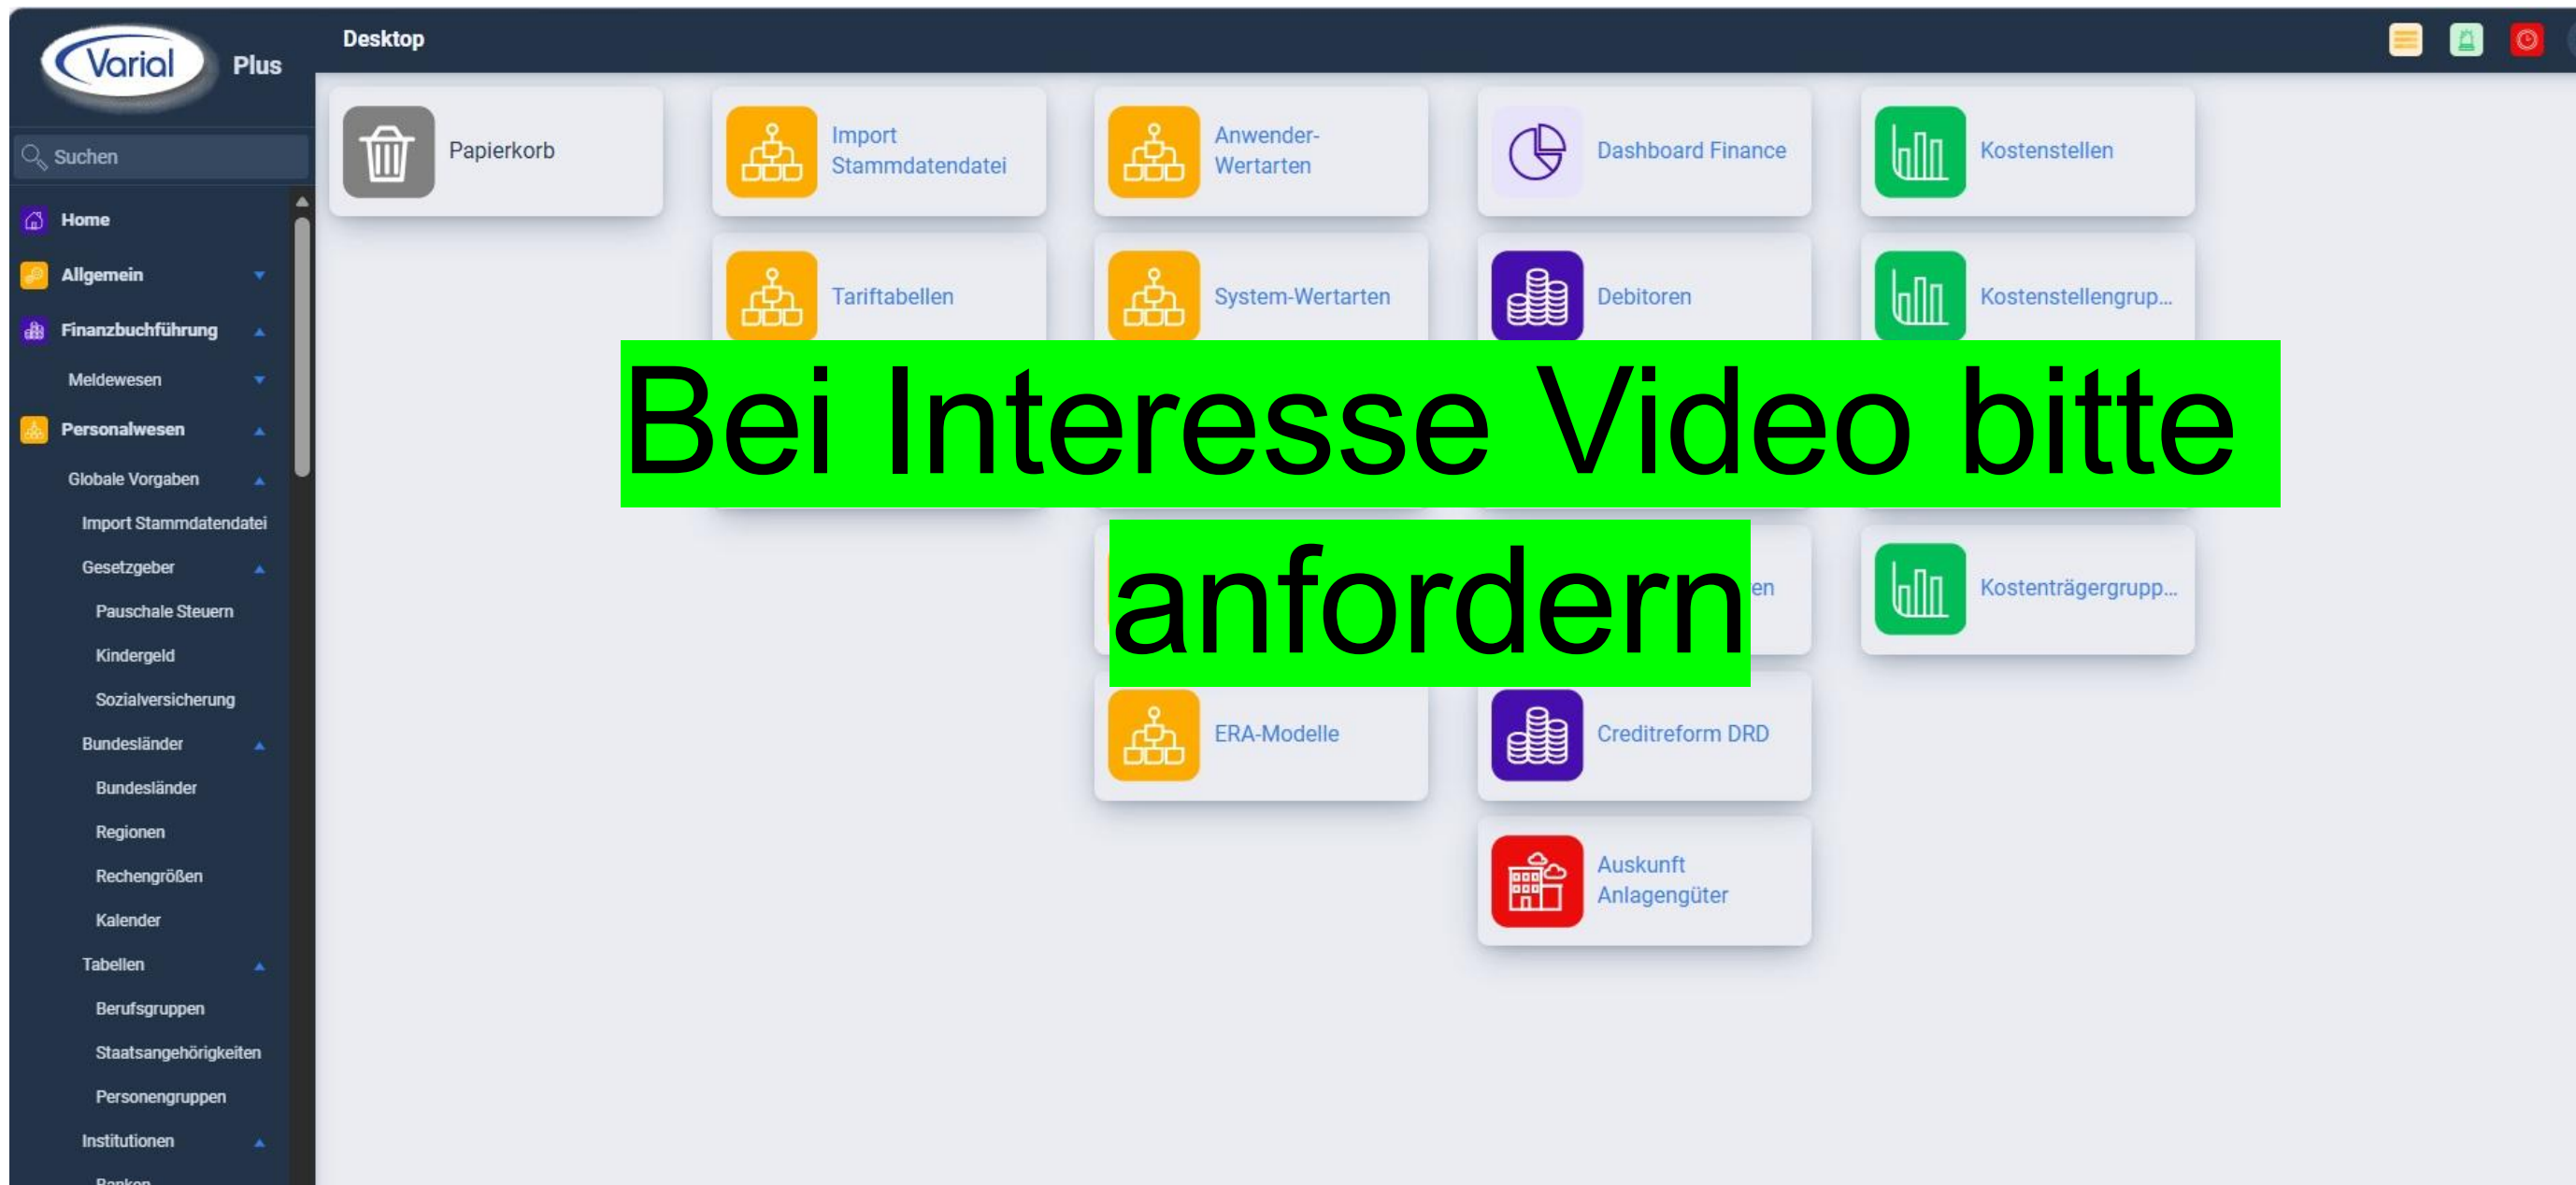 Varial Plus
Desktop
Suchen
Home
Allgemein
Finanzbuchführung
Meldewesen
Personalwesen
Globale Vorgaben
Import Stammdatendatei
Gesetzgeber
Pauschale Steuern
Kindergeld
Sozialversicherung
Bundesländer
Bundesländer
Regionen
Rechengrößen
Kalender
Tabellen
Berufsgruppen
Staatsangehörigkeiten
Personengruppen
Institutionen
Papierkorb
Import
Stammdatendatei
Anwender-
Wertarten
Dashboard Finance
Kostenstellen
Tariftabellen
System-Wertarten
Debitoren
Kostenstellengrup...
Bei Interesse Video bitte
anfordern
en
Kostenträgergrupp...
ERA-Modelle
Creditreform DRD
Auskunft
Anlagengüter